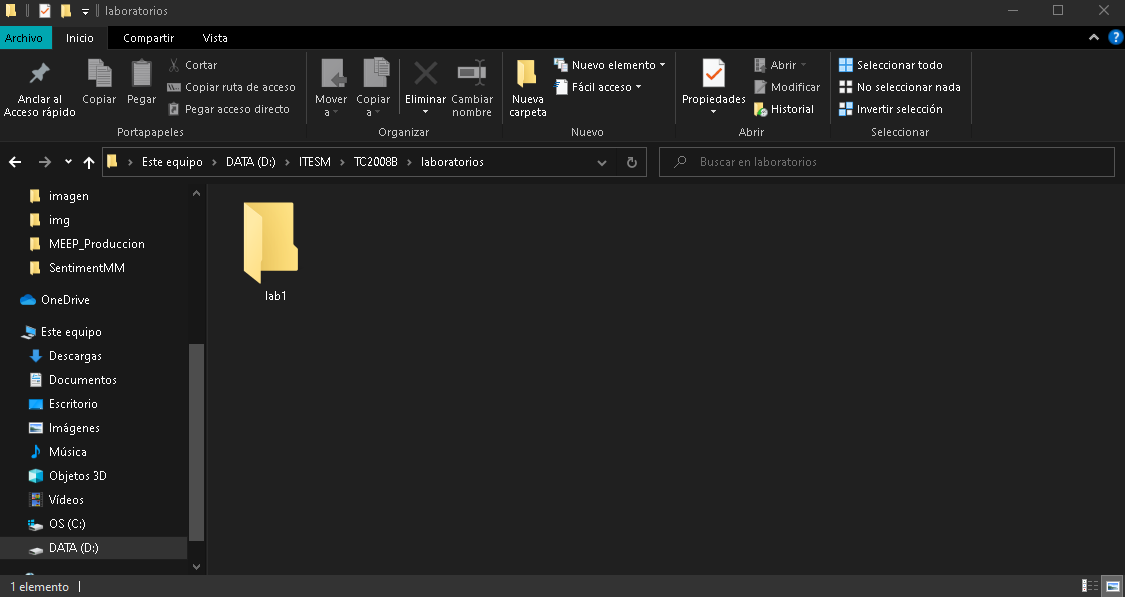 laboratorios
Archivo Inicio Compartir Vista
Anclar al Acceso rápido
Copiar
Pegar
Cortar
Copiar ruta de acceso
Pegar acceso directo
Portapapeles
Mover a
Copiar a
Eliminar
Cambiar nombre
Organizar
Nueva carpeta
Nuevo elemento
Fácil acceso
Nuevo
Propiedades
Abrir
Modificar
Historial
Abrir
Seleccionar todo
No seleccionar nada
Invertir selección
Seleccionar
Este equipo > DATA (D:) > ITESM > TC2008B > laboratorios
Buscar en laboratorios
imagen
img
MEEP_Produccion
SentimentMM
OneDrive
Este equipo
Descargas
Documentos
Escritorio
Imágenes
Música
Objetos 3D
Vídeos
OS (C:)
DATA (D:)
lab1
1 elemento